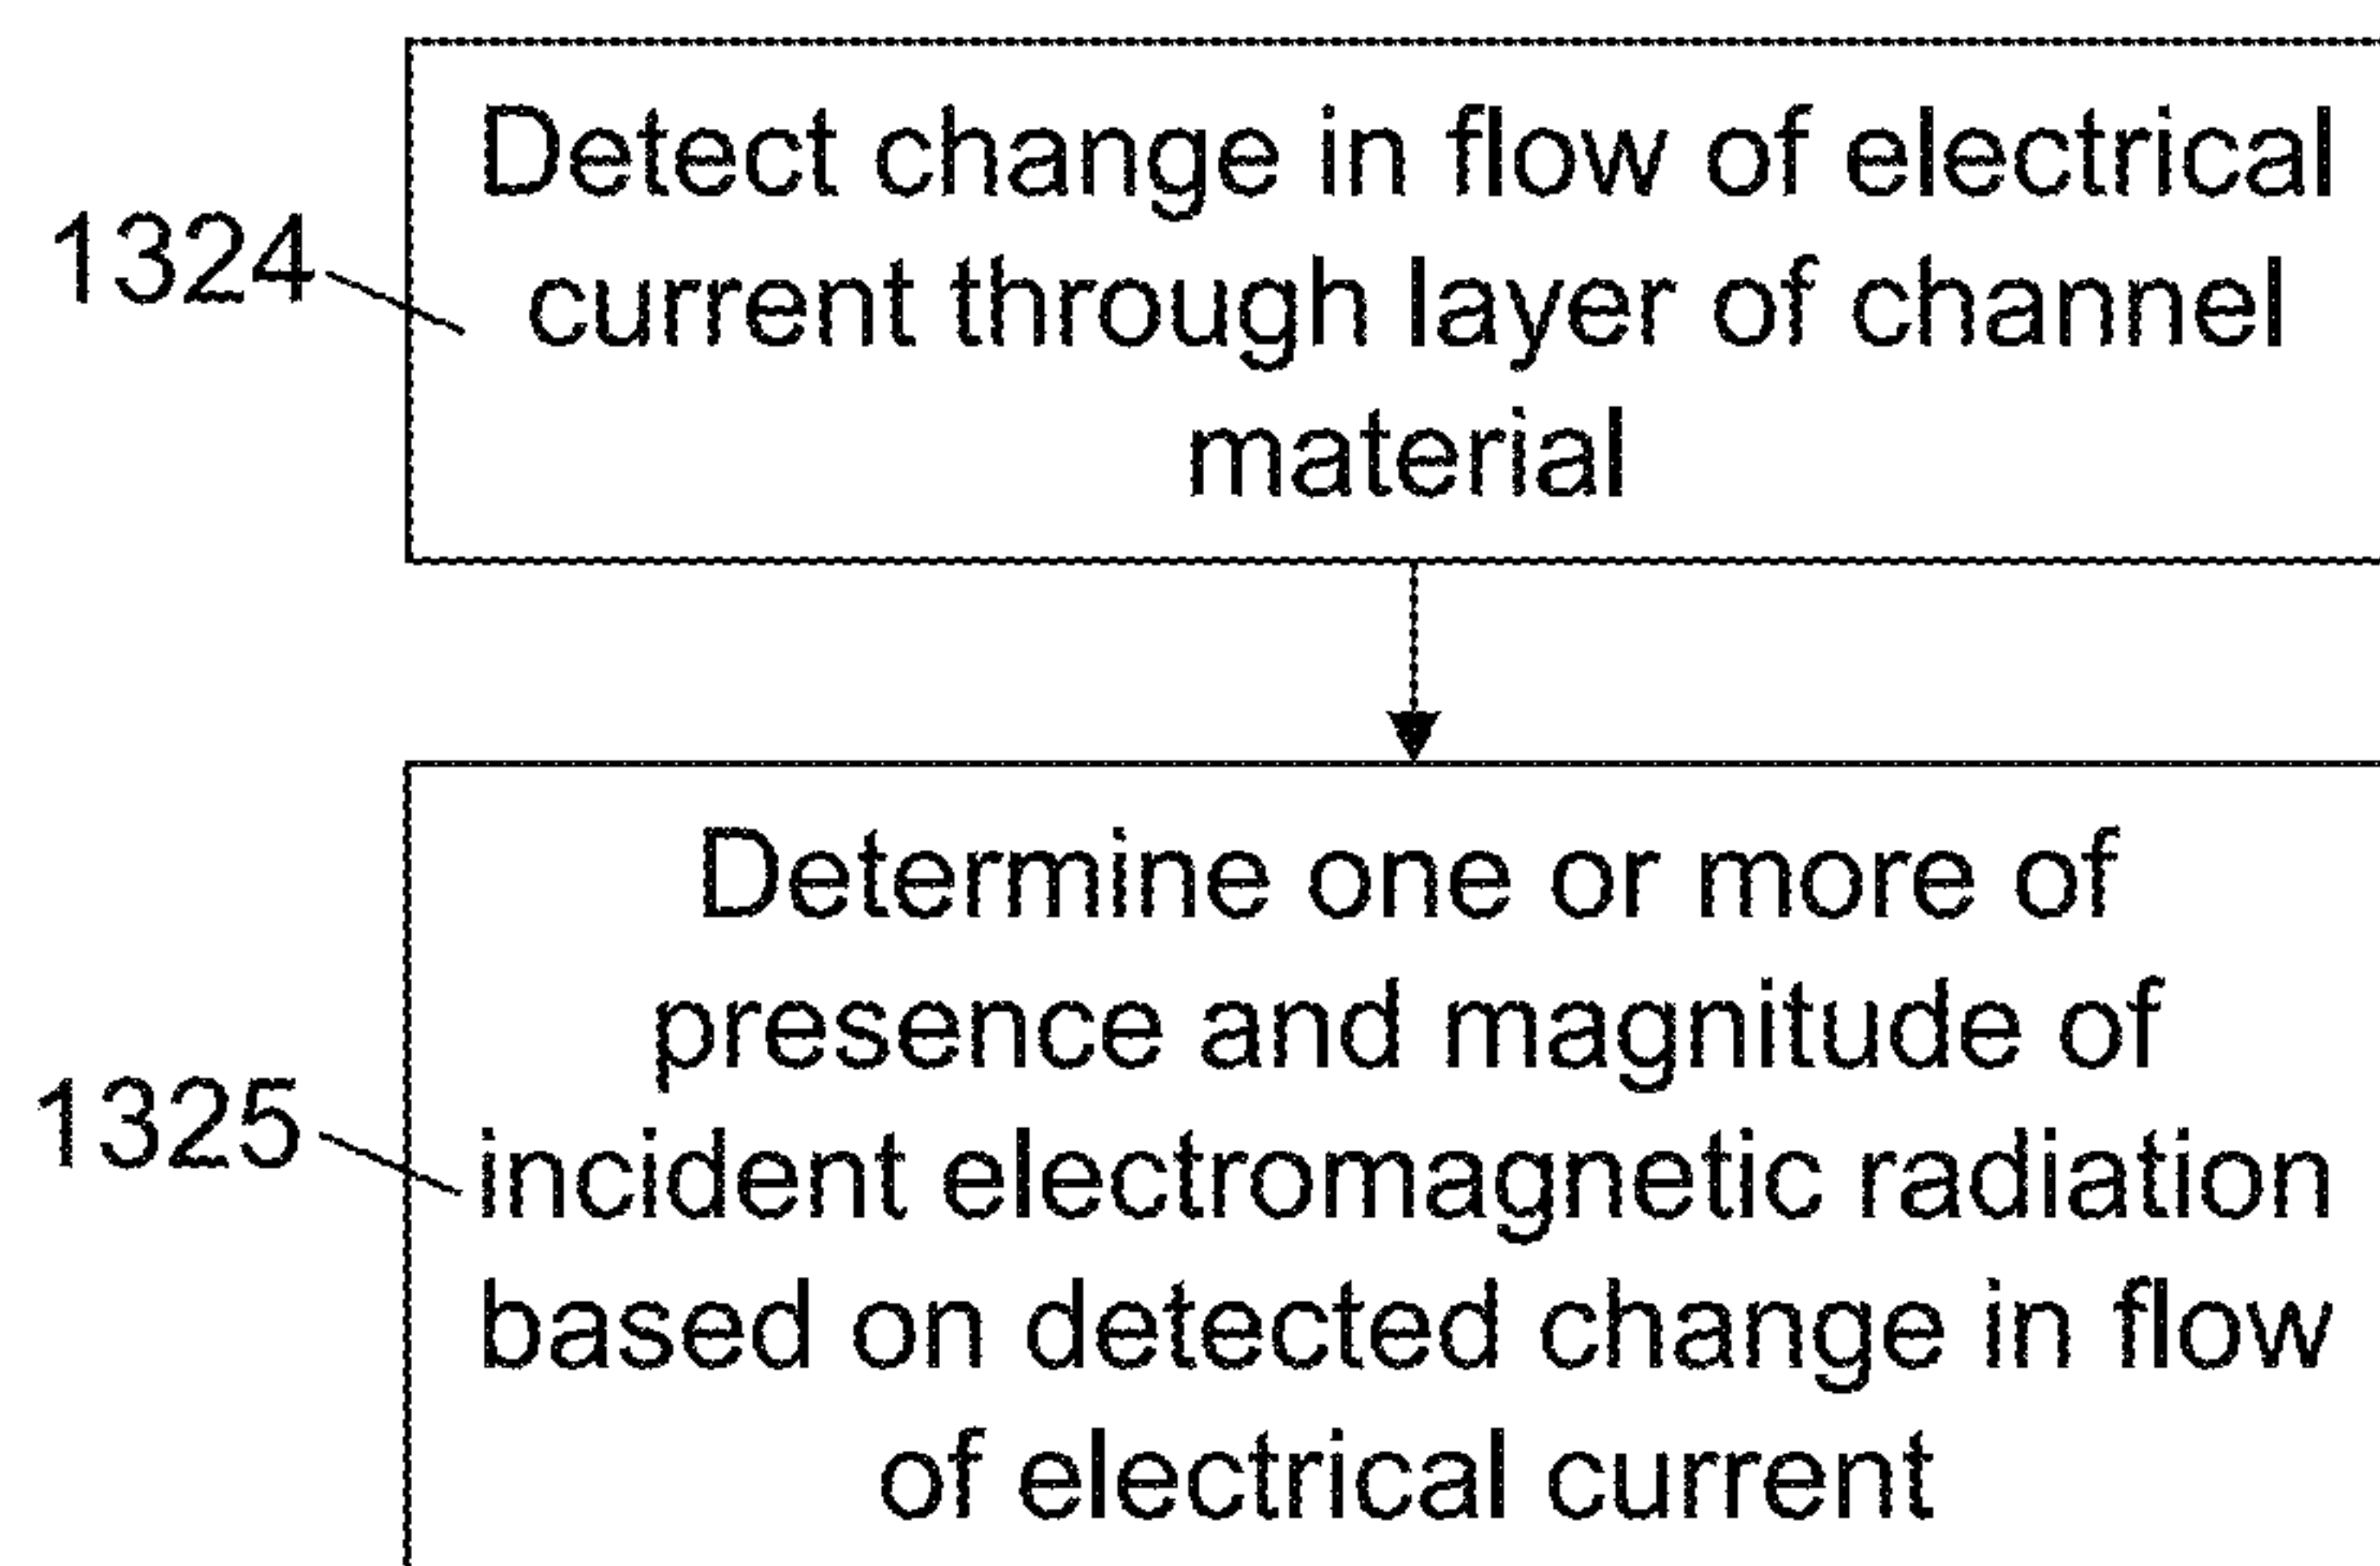 Detect change in flow of electrical
1324
current through layer of channel
material
Determine one or more of
presence and magnitude of
1325
incident electromagnetic radiation
based on detected change in flow
of electrical current